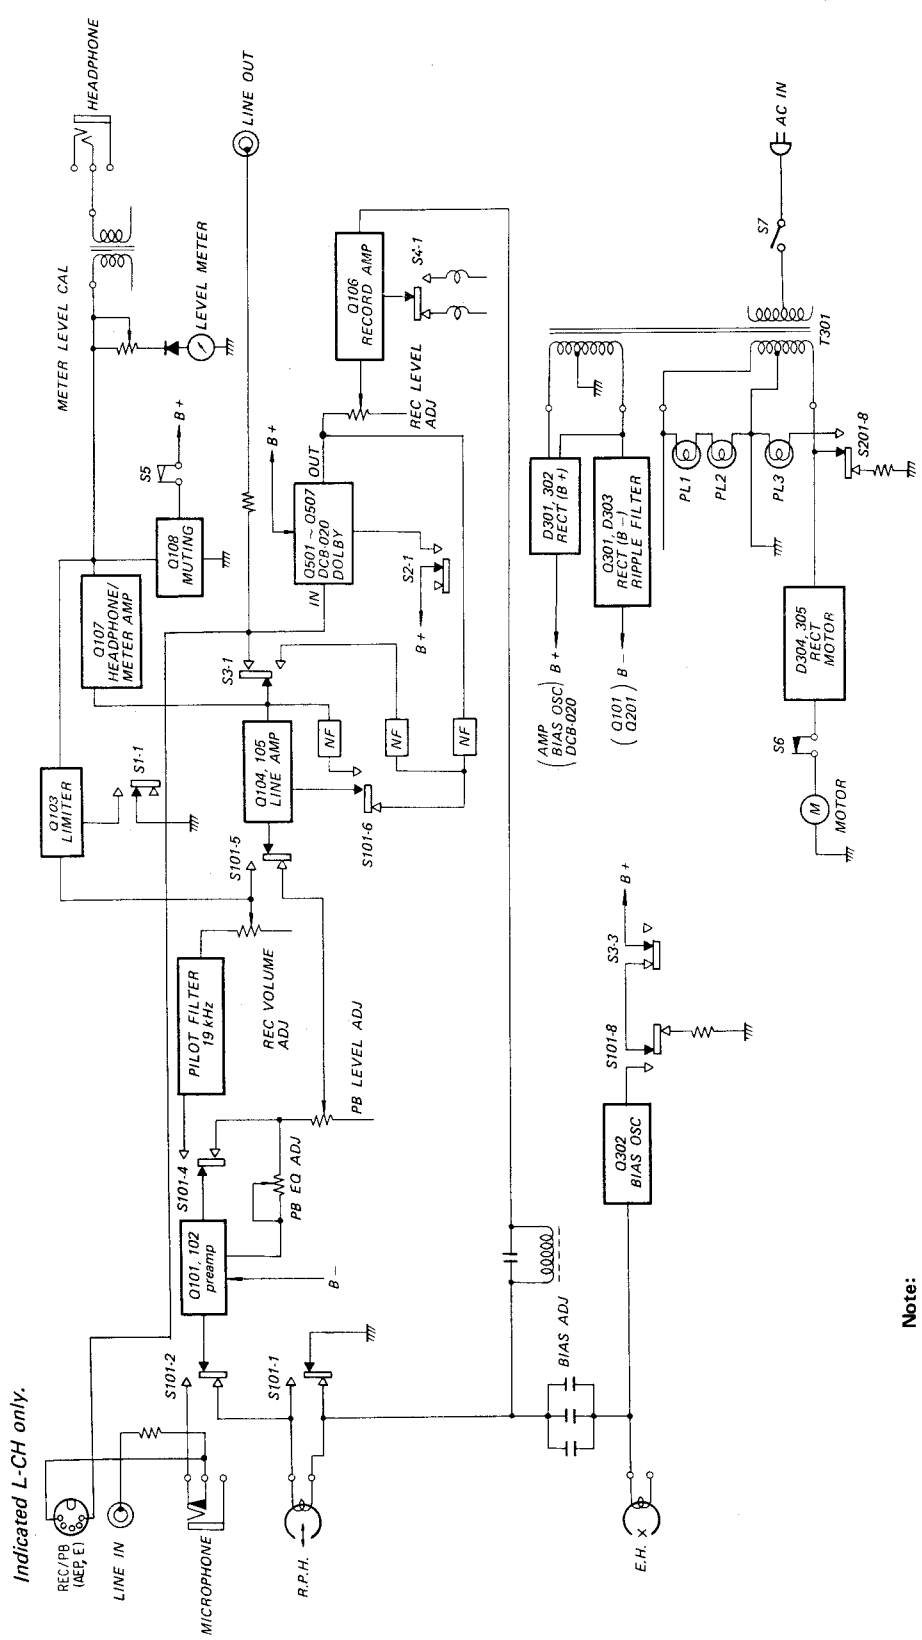 Indicated L-CH only.
REC/PB
(AEP, E)
LINE IN
MICROPHONE
R.P.H.
E.H.
S101-2
S101-1
Q101, 102
preamp
B -
S101-4
PB EQ ADJ
PB LEVEL ADJ
PILOT FILTER
19 kHz
REC VOLUME
ADJ
S101-5
Q103
LIMITER
S1-1
Q104, 105
LINE AMP
S101-6
NF
NF
NF
S3-1
Q107
HEADPHONE/
METER AMP
Q108
MUTING
S5
B +
METER LEVEL CAL
LEVEL METER
HEADPHONE
LINE OUT
IN
Q501 ~ Q507
DCB-020
DOLBY
OUT
B +
S2-1
B +
REC LEVEL
ADJ
Q106
RECORD AMP
S4-1
BIAS ADJ
Q302
BIAS OSC
S101-8
S3-3
B +
(AMP
BIAS OSC
DCB-020) B +
D301, 302
RECT (B +)
(Q101
Q201) B -
Q301, D303
RECT (B -)
RIPPLE FILTER
T301
S7
AC IN
PL1
PL2
PL3
S201-8
D304, 305
RECT
MOTOR
S6
M
MOTOR
Note: